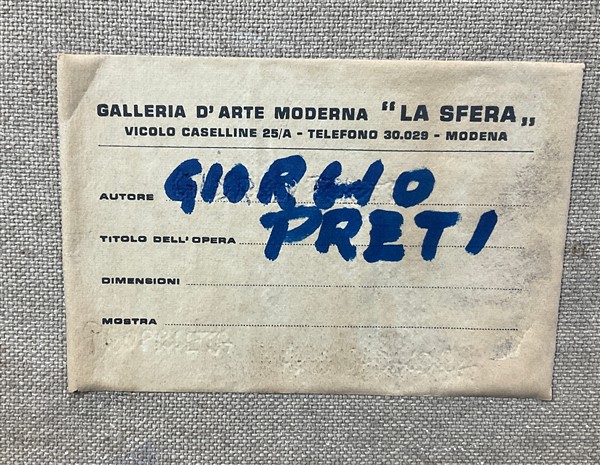 GALLERIA D'ARTE MODERNA "LA SFERA„
VICOLO CASELLINE 25/A - TELEFONO 30.029 - MODENA
AUTORE GIORGIO
TITOLO DELL'OPERA PRETI
DIMENSIONI
MOSTRA